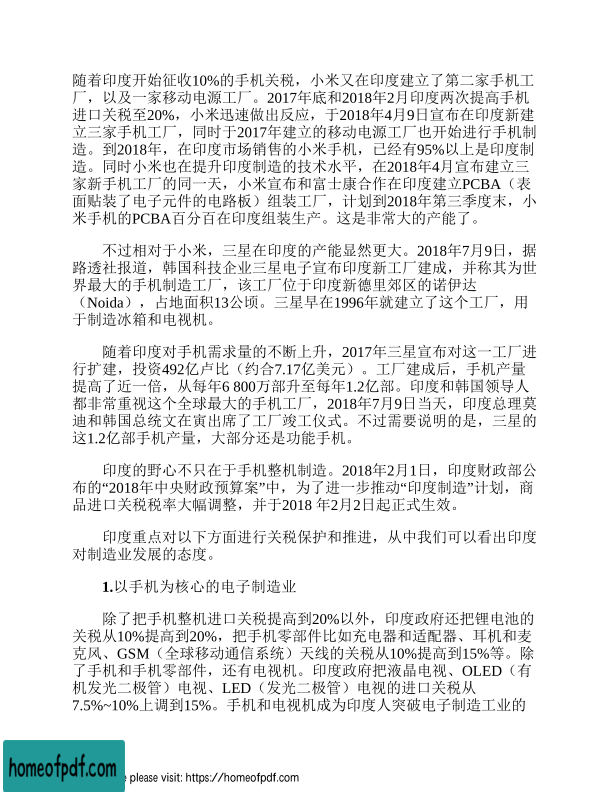 随着印度开始征收10%的手机关税，小米又在印度建立了第二家手机工
厂，以及一家移动电源工厂。2017年底和2018年2月印度两次提高手机
进口关税至20%，小米迅速做出反应，于2018年4月9日宣布在印度新建
立三家手机工厂，同时于2017年建立的移动电源工厂也开始进行手机制
造。到2018年，在印度市场销售的小米手机，已经有95%以上是印度制
造。同时小米也在提升印度制造的技术水平，在2018年4月宣布建立三
家新手机工厂的同一天，小米宣布和富士康合作在印度建立PCBA（表
面贴装了电子元件的电路板）组装工厂，计划到2018年第三季度末，小
米手机的PCBA百分百在印度组装生产。这是非常大的产能了。
不过相对于小米，三星在印度的产能显然更大。2018年7月9日，据
路透社报道，韩国科技企业三星电子宣布印度新工厂建成，并称其为世
界最大的手机制造工厂，该工厂位于印度新德里郊区的诺伊达
（Noida），占地面积13公顷。三星早在1996年就建立了这个工厂，用
于制造冰箱和电视机。
随着印度对手机需求量的不断上升，2017年三星宣布对这一工厂进
行扩建，投资492亿卢比（约合7.17亿美元）。工厂建成后，手机产量
提高了近一倍，从每年6 800万部升至每年1.2亿部。印度和韩国领导人
都非常重视这个全球最大的手机工厂，2018年7月9日当天，印度总理莫
迪和韩国总统文在寅出席了工厂竣工仪式。不过需要说明的是，三星的
这1.2亿部手机产量，大部分还是功能手机。
印度的野心不只在于手机整机制造。2018年2月1日，印度财政部公
布的“2018年中央财政预算案”中，为了进一步推动“印度制造”计划，商
品进口关税税率大幅调整，并于2018 年2月2日起正式生效。
印度重点对以下方面进行关税保护和推进，从中我们可以看出印度
对制造业发展的态度。
1.以手机为核心的电子制造业
除了把手机整机进口关税提高到20%以外，印度政府还把锂电池的
关税从10%提高到20%，把手机零部件比如充电器和适配器、耳机和麦
克风、GSM（全球移动通信系统）天线的关税从10%提高到15%等。除
了手机和手机零部件，还有电视机。印度政府把液晶电视、OLED（有
机发光二极管）电视、LED（发光二极管）电视的进口关税从
7.5%~10%上调到15%。手机和电视机成为印度人突破电子制造工业的
homeofpdf.com
please visit: https://homeofpdf.com